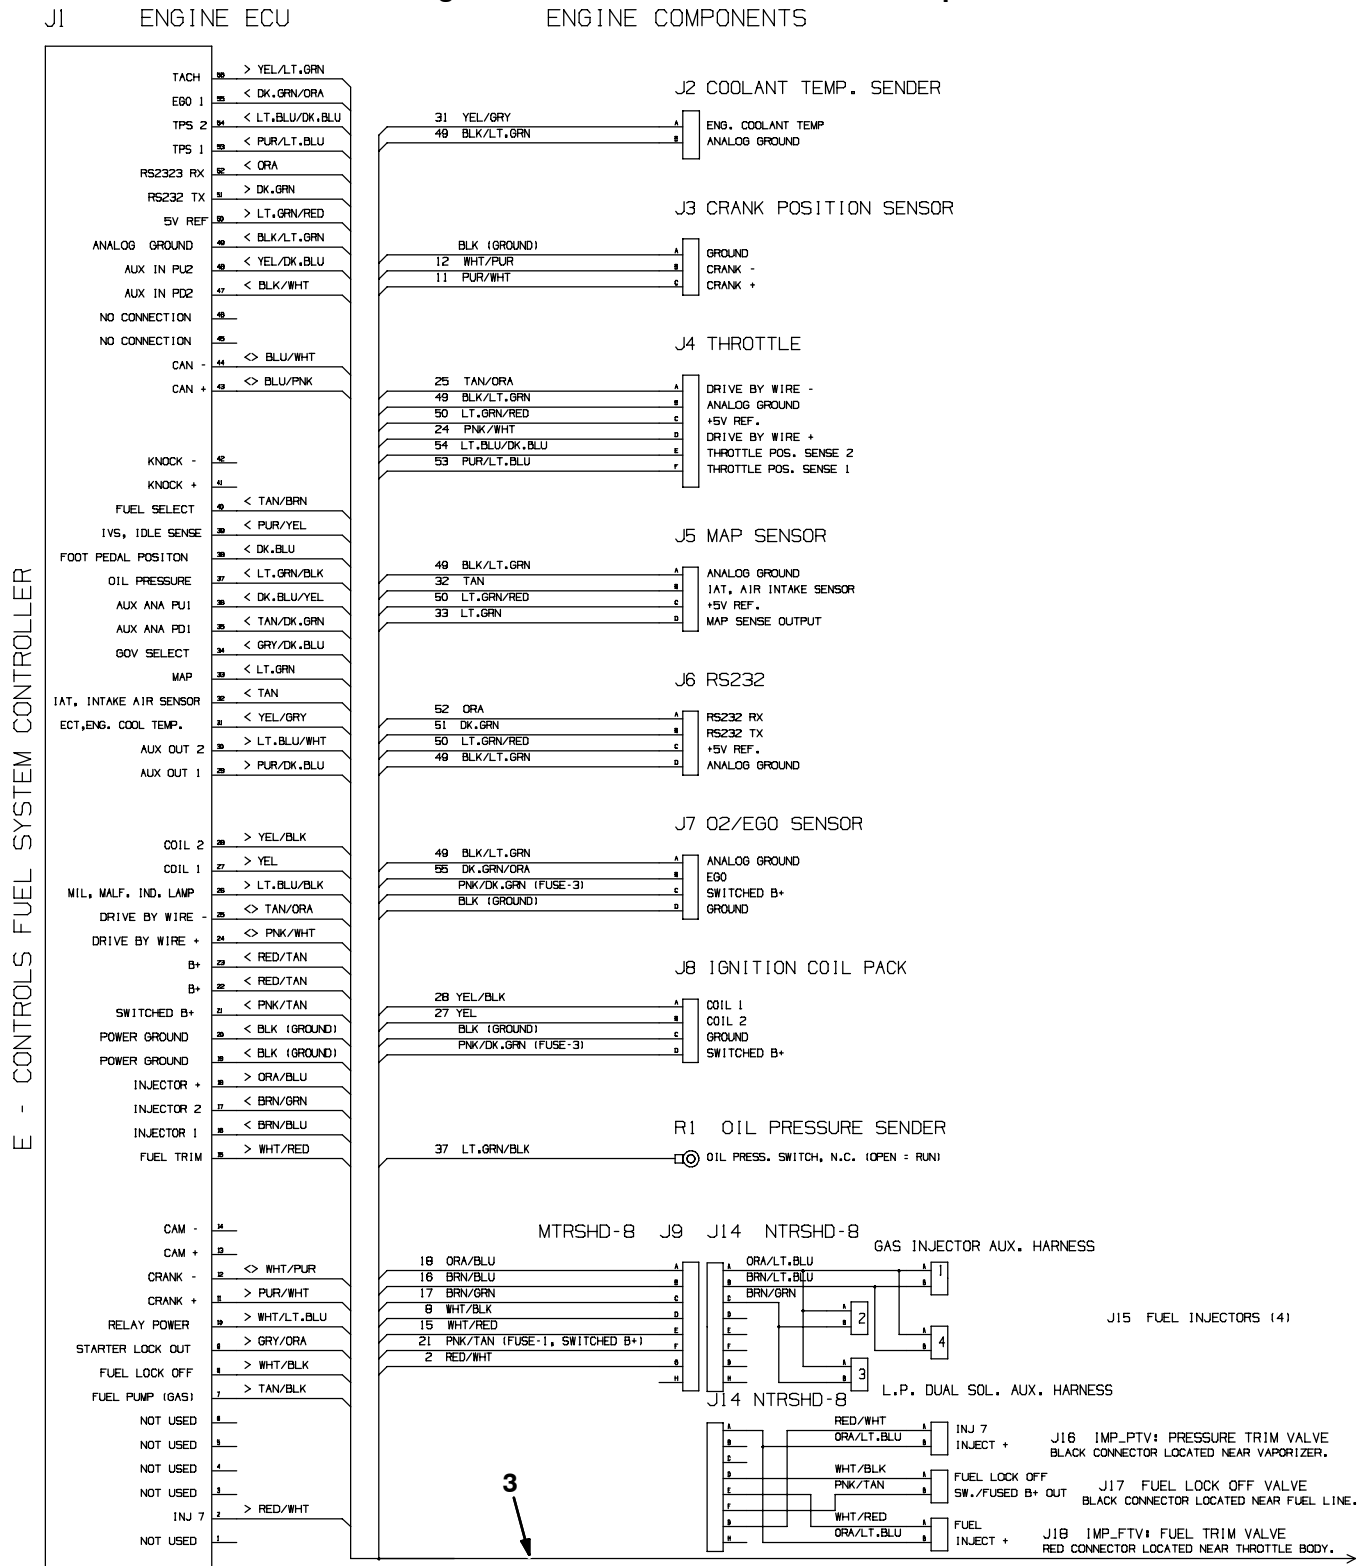 J1 ENGINE ECU
ENGINE COMPONENTS
E - CONTROLS FUEL SYSTEM CONTROLLER
TACH 56 > YEL/LT.GRN
EGO 1 55 < DK.GRN/ORA
TPS 2 54 < LT.BLU/DK.BLU
TPS 1 53 < PUR/LT.BLU
RS2323 RX 52 < ORA
RS232 TX 51 > DK.GRN
5V REF 50 > LT.GRN/RED
ANALOG GROUND 49 < BLK/LT.GRN
AUX IN PU2 48 < YEL/DK.BLU
AUX IN PD2 47 < BLK/WHT
NO CONNECTION 46
NO CONNECTION 45
CAN - 44 <> BLU/WHT
CAN + 43 <> BLU/PNK
KNOCK - 42
KNOCK + 41
FUEL SELECT 40 < TAN/BRN
IVS, IDLE SENSE 39 < PUR/YEL
FOOT PEDAL POSITON 38 < DK.BLU
OIL PRESSURE 37 < LT.GRN/BLK
AUX ANA PU1 36 < DK.BLU/YEL
AUX ANA PD1 35 < TAN/DK.GRN
GOV SELECT 34 < GRY/DK.BLU
MAP 33 < LT.GRN
IAT, INTAKE AIR SENSOR 32 < TAN
ECT,ENG. COOL TEMP. 31 < YEL/GRY
AUX OUT 2 30 > LT.BLU/WHT
AUX OUT 1 29 > PUR/DK.BLU
COIL 2 28 > YEL/BLK
COIL 1 27 > YEL
MIL, MALF. IND. LAMP 26 > LT.BLU/BLK
DRIVE BY WIRE - 25 <> TAN/ORA
DRIVE BY WIRE + 24 <> PNK/WHT
B+ 23 < RED/TAN
B+ 22 < RED/TAN
SWITCHED B+ 21 < PNK/TAN
POWER GROUND 20 < BLK (GROUND)
POWER GROUND 19 < BLK (GROUND)
INJECTOR + 18 > ORA/BLU
INJECTOR 2 17 < BRN/GRN
INJECTOR 1 16 < BRN/BLU
FUEL TRIM 15 > WHT/RED
CAM - 14
CAM + 13
CRANK - 12 <> WHT/PUR
CRANK + 11 > PUR/WHT
RELAY POWER 10 > WHT/LT.BLU
STARTER LOCK OUT 9 > GRY/ORA
FUEL LOCK OFF 8 > WHT/BLK
FUEL PUMP (GAS) 7 > TAN/BLK
NOT USED 6
NOT USED 5
NOT USED 4
NOT USED 3
INJ 7 2 > RED/WHT
NOT USED 1
J2 COOLANT TEMP. SENDER
31 YEL/GRY A ENG. COOLANT TEMP
49 BLK/LT.GRN B ANALOG GROUND
J3 CRANK POSITION SENSOR
BLK (GROUND) A GROUND
12 WHT/PUR B CRANK -
11 PUR/WHT C CRANK +
J4 THROTTLE
25 TAN/ORA A DRIVE BY WIRE -
49 BLK/LT.GRN B ANALOG GROUND
50 LT.GRN/RED C +5V REF.
24 PNK/WHT D DRIVE BY WIRE +
54 LT.BLU/DK.BLU E THROTTLE POS. SENSE 2
53 PUR/LT.BLU F THROTTLE POS. SENSE 1
J5 MAP SENSOR
49 BLK/LT.GRN A ANALOG GROUND
32 TAN B IAT, AIR INTAKE SENSOR
50 LT.GRN/RED C +5V REF.
33 LT.GRN D MAP SENSE OUTPUT
J6 RS232
52 ORA A RS232 RX
51 DK.GRN B RS232 TX
50 LT.GRN/RED C +5V REF.
49 BLK/LT.GRN D ANALOG GROUND
J7 O2/EGO SENSOR
49 BLK/LT.GRN A ANALOG GROUND
55 DK.GRN/ORA B EGO
PNK/DK.GRN (FUSE-3) C SWITCHED B+
BLK (GROUND) D GROUND
J8 IGNITION COIL PACK
28 YEL/BLK A COIL 1
27 YEL B COIL 2
BLK (GROUND) C GROUND
PNK/DK.GRN (FUSE-3) D SWITCHED B+
R1 OIL PRESSURE SENDER
37 LT.GRN/BLK OIL PRESS. SWITCH, N.C. (OPEN = RUN)
MTRSHD-8 J9 J14 NTRSHD-8
GAS INJECTOR AUX. HARNESS
18 ORA/BLU A A ORA/LT.BLU A 1
16 BRN/BLU B B BRN/LT.BLU B
17 BRN/GRN C C BRN/GRN
8 WHT/BLK D D A 2
15 WHT/RED E E B A 4
21 PNK/TAN (FUSE-1, SWITCHED B+) F F B
2 RED/WHT G G A 3
H H B
J15 FUEL INJECTORS (4)
L.P. DUAL SOL. AUX. HARNESS
J14 NTRSHD-8
A RED/WHT A INJ 7
B ORA/LT.BLU B INJECT +
J16 IMP_PTV: PRESSURE TRIM VALVE
BLACK CONNECTOR LOCATED NEAR VAPORIZER.
C
D WHT/BLK A FUEL LOCK OFF
E PNK/TAN B SW./FUSED B+ OUT
J17 FUEL LOCK OFF VALVE
BLACK CONNECTOR LOCATED NEAR FUEL LINE.
F
G WHT/RED A FUEL
H ORA/LT.BLU B INJECT +
J18 IMP_FTV: FUEL TRIM VALVE
RED CONNECTOR LOCATED NEAR THROTTLE BODY.
3